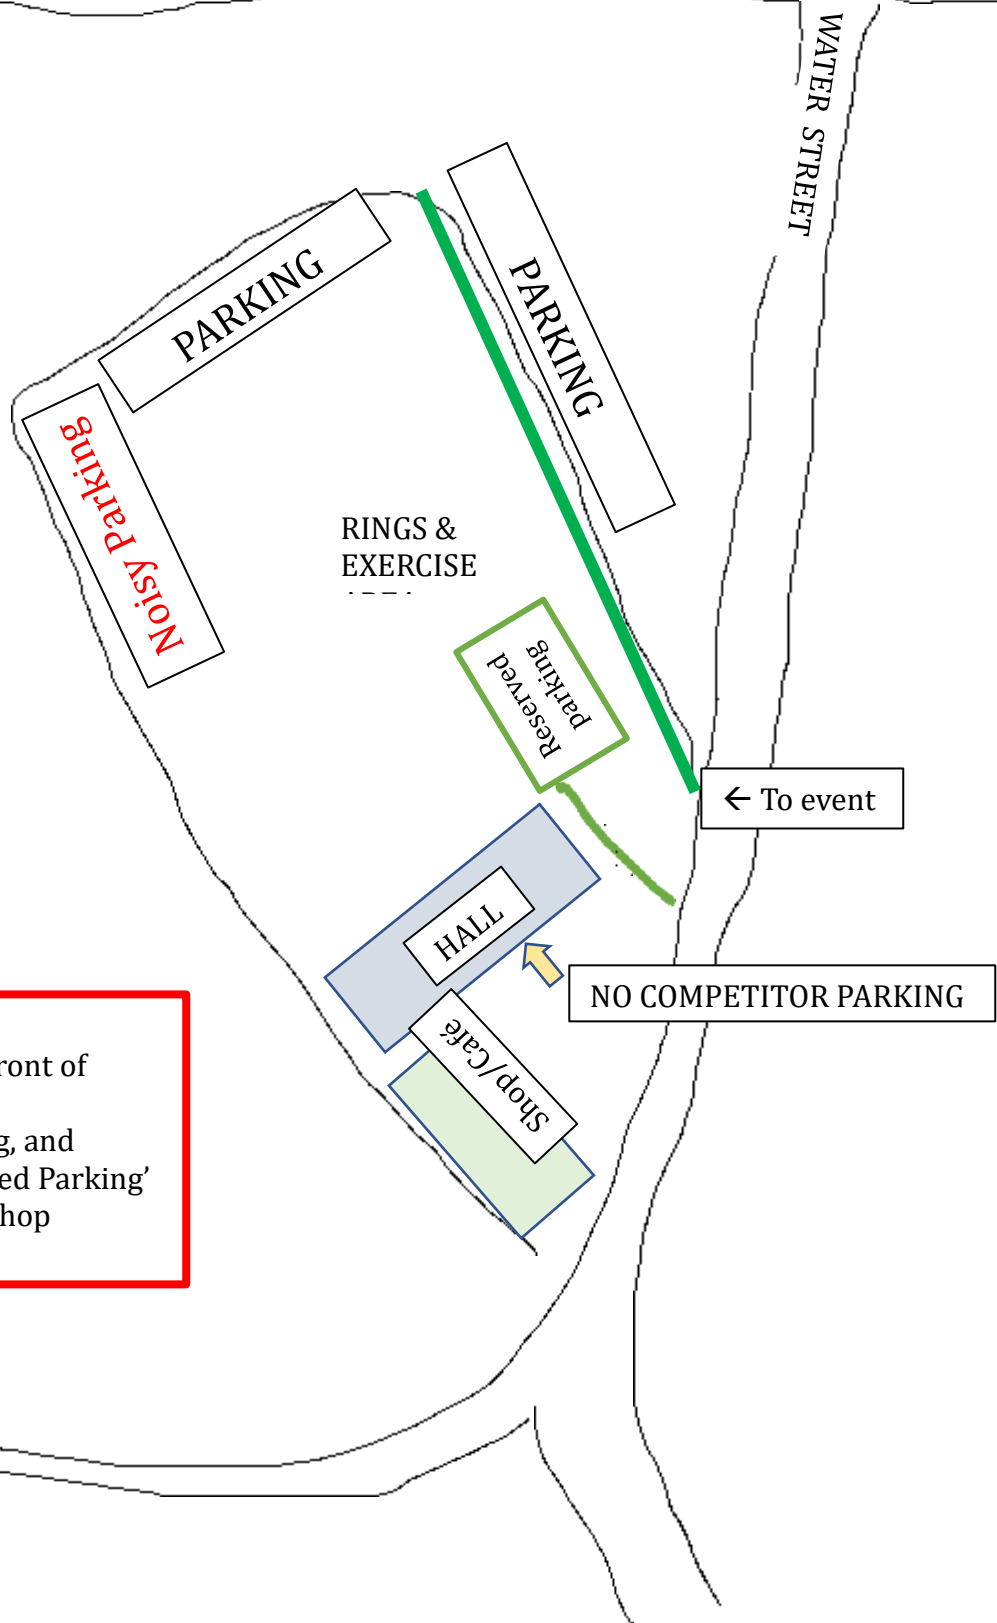 WATER STREET
PARKING
PARKING
Noisy Parking
RINGS &
EXERCISE
Reserved
parking
← To event
HALL
NO COMPETITOR PARKING
Shop/Café
ront of
g, and
ed Parking’
hop